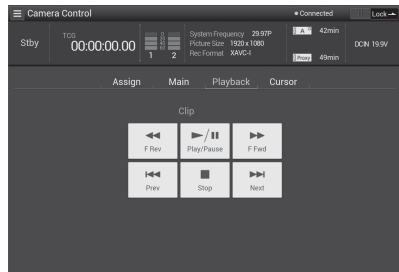 Camera Control
Connected
Lock
Stby
TCG
00:00:00.00
1 2
System Frequency 29.97P
Picture Size 1920 x 1080
Rec Format XAVC-I
A 42min
Proxy 49min
DCIN 19.9V
Assign Main Playback Cursor
Clip
F Rev Play/Pause F Fwd
Prev Stop Next